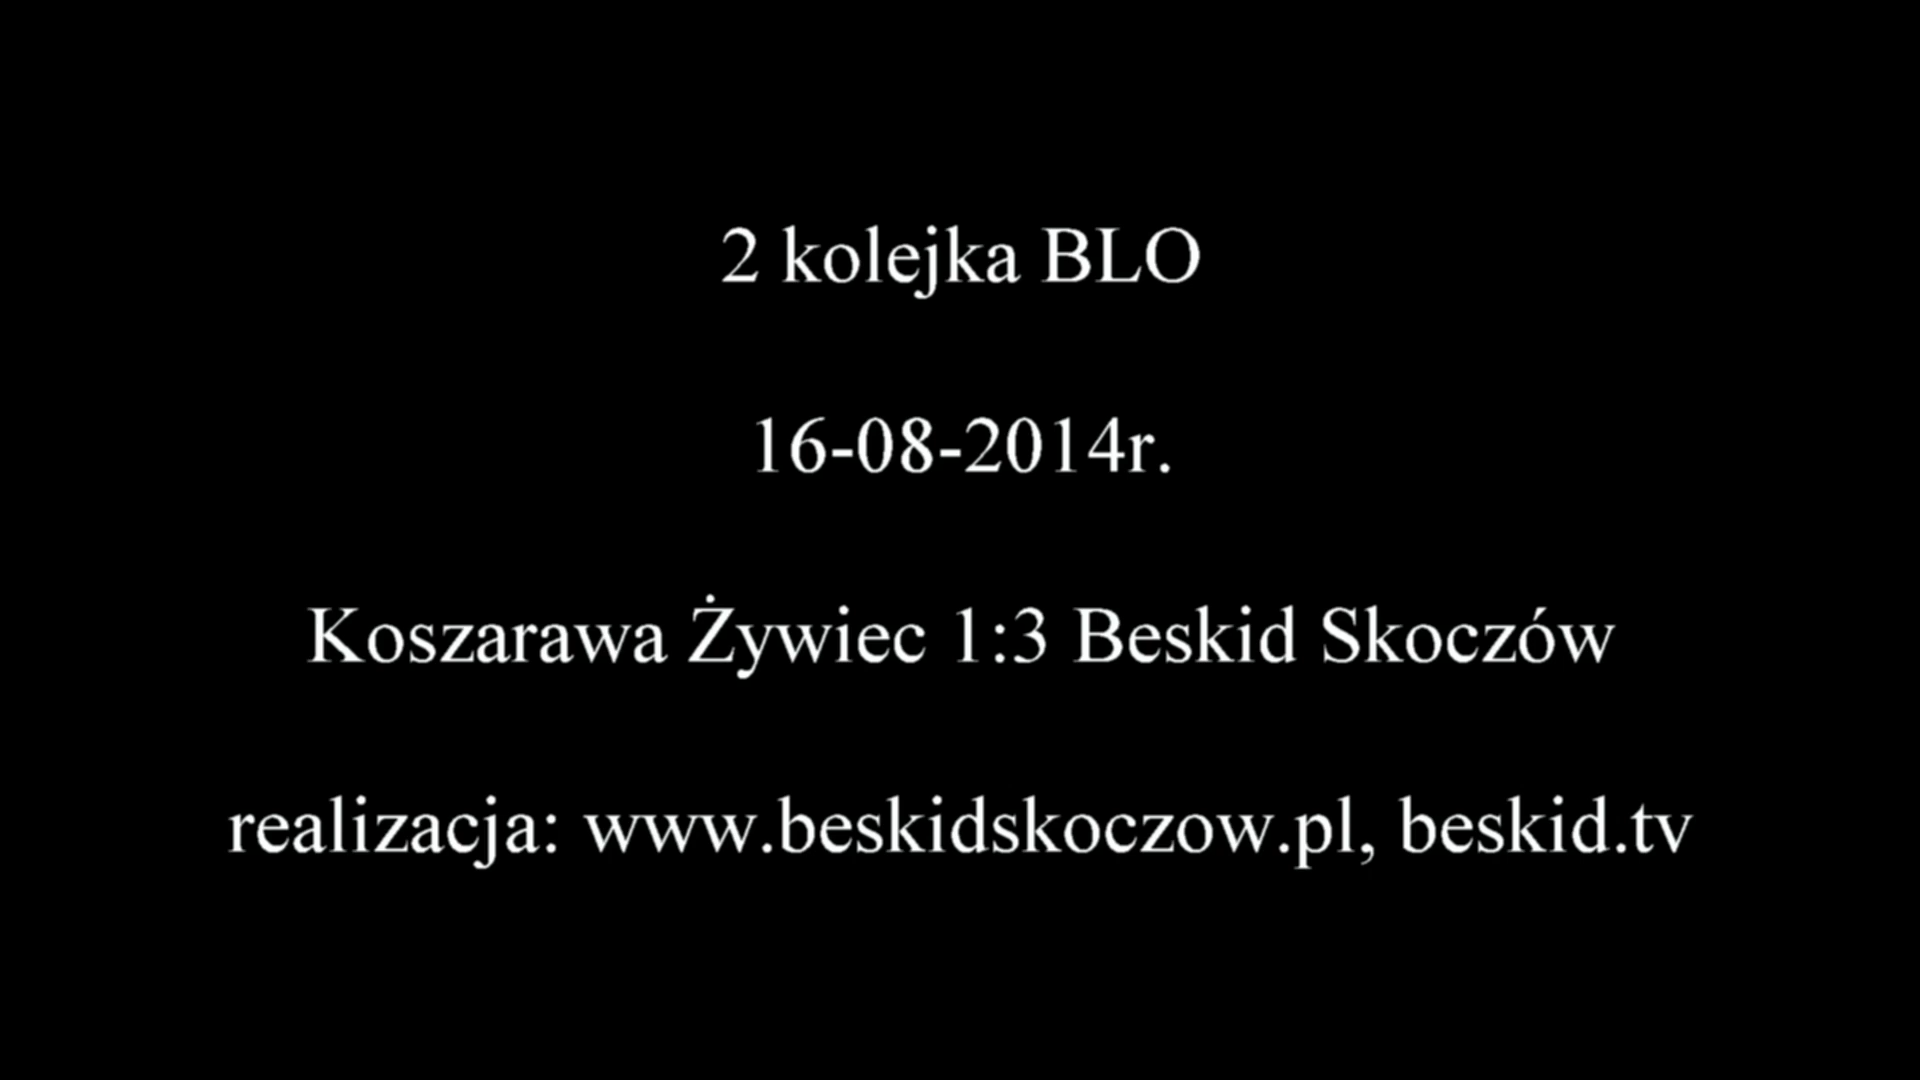 2 kolejka BLO
16-08-2014r.
Koszarawa Żywiec 1:3 Beskid Skoczów
realizacja: www.beskidskoczow.pl, beskid.tv